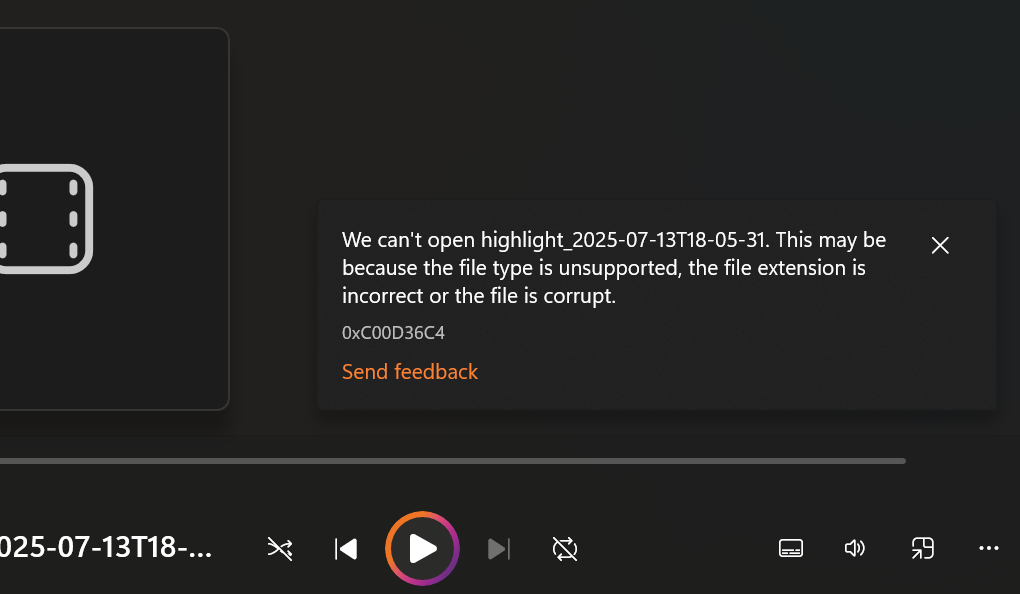 We can't open highlight_2025-07-13T18-05-31. This may be
because the file type is unsupported, the file extension is
incorrect or the file is corrupt.
0xC00D36C4
Send feedback
025-07-13T18-...